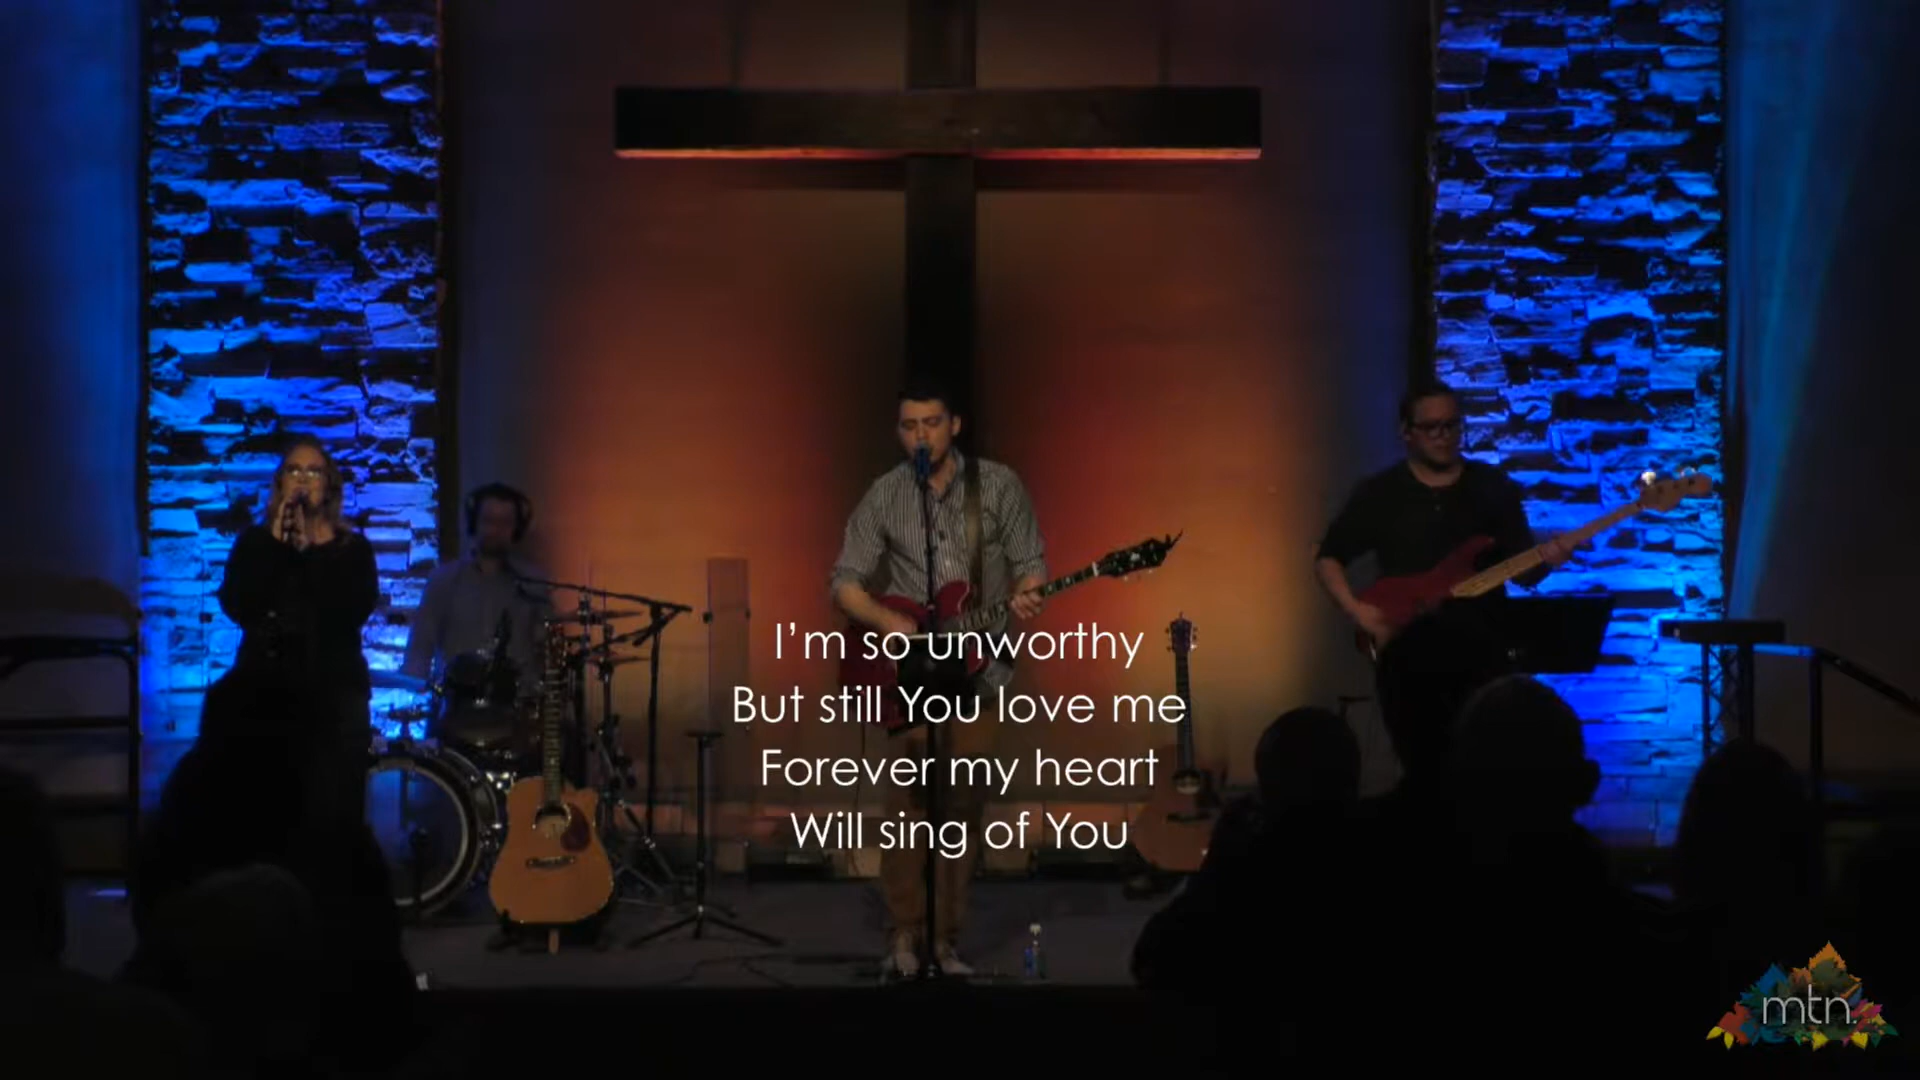 I'm so unworthy
But still You love me
Forever my heart
Will sing of You
mtn.